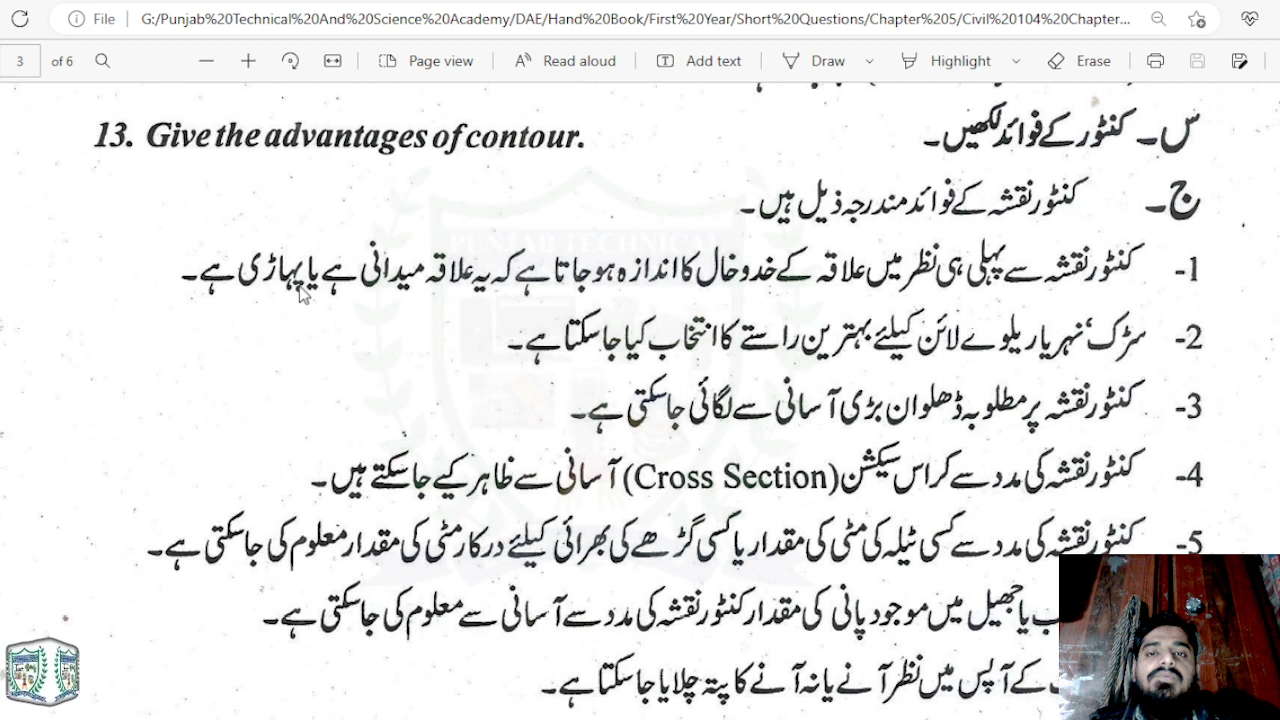 File G:/Punjab%20Technical%20And%20Science%20Academy/DAE/Hand%20Book/First%20Year/Short%20Questions/Chapter%205/Civil%20104%20Chapter...
3 of 6 Page view Read aloud Add text Draw Highlight Erase
13. Give the advantages of contour. س۔ کنٹور کے فوائد لکھیں۔
ج۔ کنٹور نقشہ کے فوائد مندرجہ ذیل ہیں۔
1- کنٹور نقشہ سے پہلی ہی نظر میں علاقہ کے خدوخال کا اندازہ ہو جاتا ہے کہ یہ علاقہ میدانی ہے یا پہاڑی ہے۔
2- سڑک، نہر یا ریلوے لائن کیلئے بہترین راستے کا انتخاب کیا جا سکتا ہے۔
3- کنٹور نقشہ پر مطلوبہ ڈھلوان بڑی آسانی سے لگائی جا سکتی ہے۔
4- کنٹور نقشہ کی مدد سے کراس سیکشن (Cross Section) آسانی سے ظاہر کیے جا سکتے ہیں۔
5- کنٹور نقشہ کی مدد سے کسی ٹیلہ کی مٹی کی مقدار یا کسی گڑھے کی بھرائی کیلئے درکار مٹی کی مقدار معلوم کی جا سکتی ہے۔
یا جھیل میں موجود پانی کی مقدار کنٹور نقشہ کی مدد سے آسانی سے معلوم کی جا سکتی ہے۔
کے آپس میں نظر آنے یا نہ آنے کا پتہ چلایا جا سکتا ہے۔
PUNJAB TECHNICAL